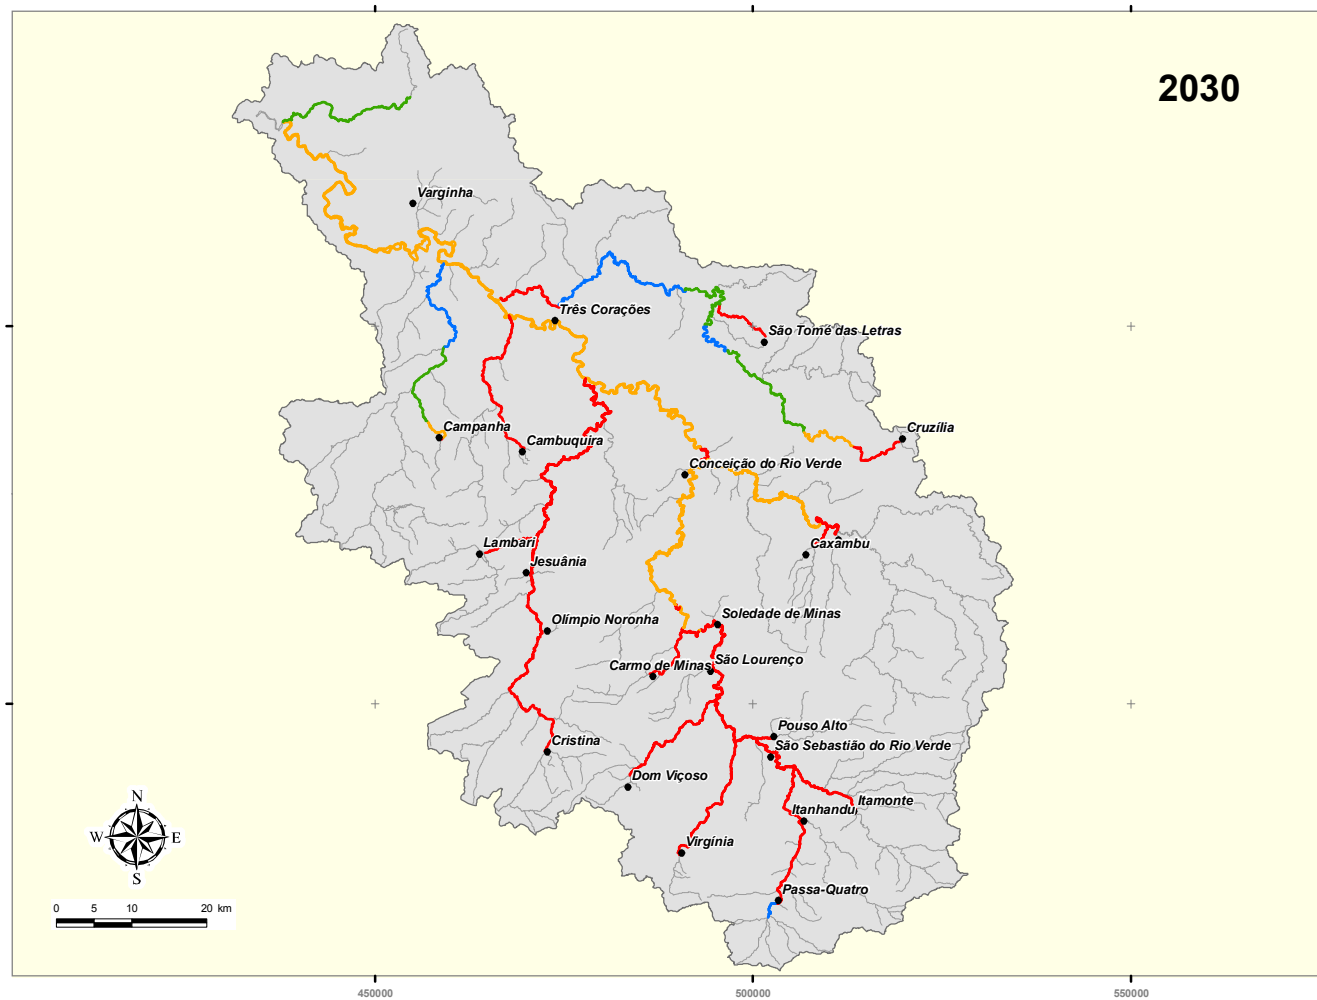 2030
Varginha
Três Corações
São Tomé das Letras
Campanha
Cambuquira
Cruzília
Conceição do Rio Verde
Lambari
Jesuânia
Caxambu
Olímpio Noronha
Soledade de Minas
Carmo de Minas
São Lourenço
Pouso Alto
Cristina
São Sebastião do Rio Verde
Dom Viçoso
Itamonte
Itanhandu
Virgínia
Passa-Quatro
N
W E
S
0 5 10 20 km
450000 500000 550000